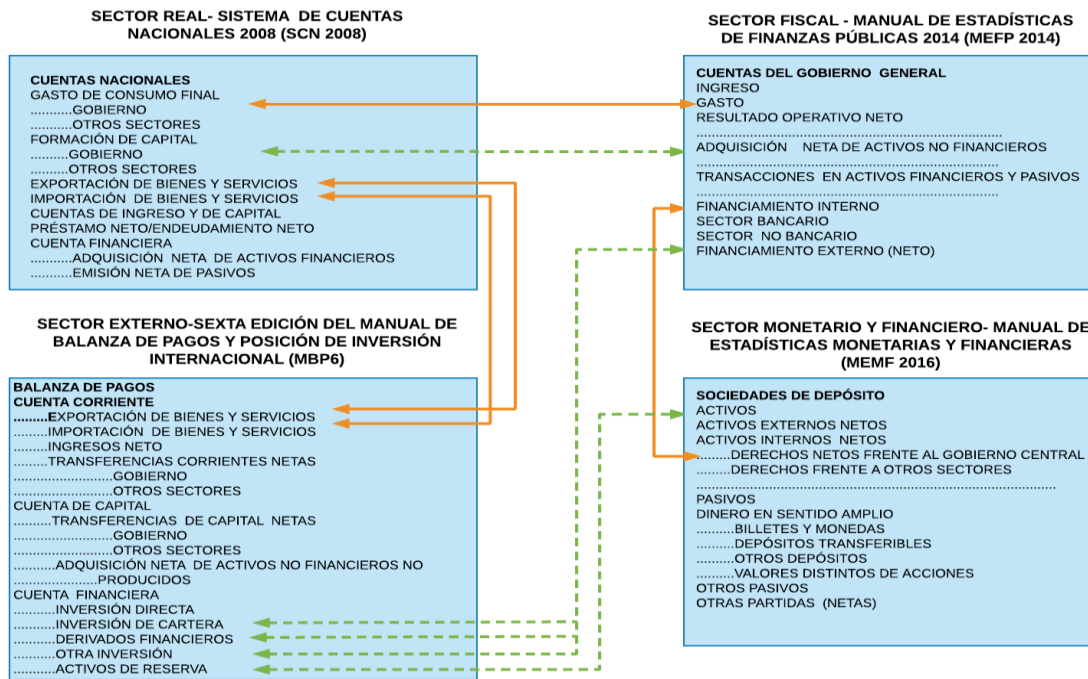 SECTOR REAL- SISTEMA DE CUENTAS
NACIONALES 2008 (SCN 2008)
CUENTAS NACIONALES
GASTO DE CONSUMO FINAL
..........GOBIERNO
..........OTROS SECTORES
FORMACIÓN DE CAPITAL
.........GOBIERNO
.........OTROS SECTORES
EXPORTACIÓN DE BIENES Y SERVICIOS
IMPORTACIÓN DE BIENES Y SERVICIOS
CUENTAS DE INGRESO Y DE CAPITAL
PRÉSTAMO NETO/ENDEUDAMIENTO NETO
CUENTA FINANCIERA
..........ADQUISICIÓN NETA DE ACTIVOS FINANCIEROS
..........EMISIÓN NETA DE PASIVOS
SECTOR FISCAL - MANUAL DE ESTADÍSTICAS
DE FINANZAS PÚBLICAS 2014 (MEFP 2014)
CUENTAS DEL GOBIERNO GENERAL
INGRESO
GASTO
RESULTADO OPERATIVO NETO
........................................................................
ADQUISICIÓN NETA DE ACTIVOS NO FINANCIEROS
.......................................................................
TRANSACCIONES EN ACTIVOS FINANCIEROS Y PASIVOS
.......................................................................
FINANCIAMIENTO INTERNO
SECTOR BANCARIO
SECTOR NO BANCARIO
FINANCIAMIENTO EXTERNO (NETO)
SECTOR EXTERNO-SEXTA EDICIÓN DEL MANUAL DE
BALANZA DE PAGOS Y POSICIÓN DE INVERSIÓN
INTERNACIONAL (MBP6)
BALANZA DE PAGOS
CUENTA CORRIENTE
.........EXPORTACIÓN DE BIENES Y SERVICIOS
.........IMPORTACIÓN DE BIENES Y SERVICIOS
.........INGRESOS NETO
.........TRANSFERENCIAS CORRIENTES NETAS
........................GOBIERNO
........................OTROS SECTORES
CUENTA DE CAPITAL
..........TRANSFERENCIAS DE CAPITAL NETAS
........................GOBIERNO
........................OTROS SECTORES
..........ADQUISICIÓN NETA DE ACTIVOS NO FINANCIEROS NO
....................PRODUCIDOS
CUENTA FINANCIERA
..........INVERSIÓN DIRECTA
..........INVERSIÓN DE CARTERA
..........DERIVADOS FINANCIEROS
..........OTRA INVERSIÓN
..........ACTIVOS DE RESERVA
SECTOR MONETARIO Y FINANCIERO- MANUAL DE
ESTADÍSTICAS MONETARIAS Y FINANCIERAS
(MEMF 2016)
SOCIEDADES DE DEPÓSITO
ACTIVOS
ACTIVOS EXTERNOS NETOS
ACTIVOS INTERNOS NETOS
.........DERECHOS NETOS FRENTE AL GOBIERNO CENTRAL
.........DERECHOS FRENTE A OTROS SECTORES
......................................................................................
PASIVOS
DINERO EN SENTIDO AMPLIO
.........BILLETES Y MONEDAS
.........DEPÓSITOS TRANSFERIBLES
.........OTROS DEPÓSITOS
.........VALORES DISTINTOS DE ACCIONES
OTROS PASIVOS
OTRAS PARTIDAS (NETAS)